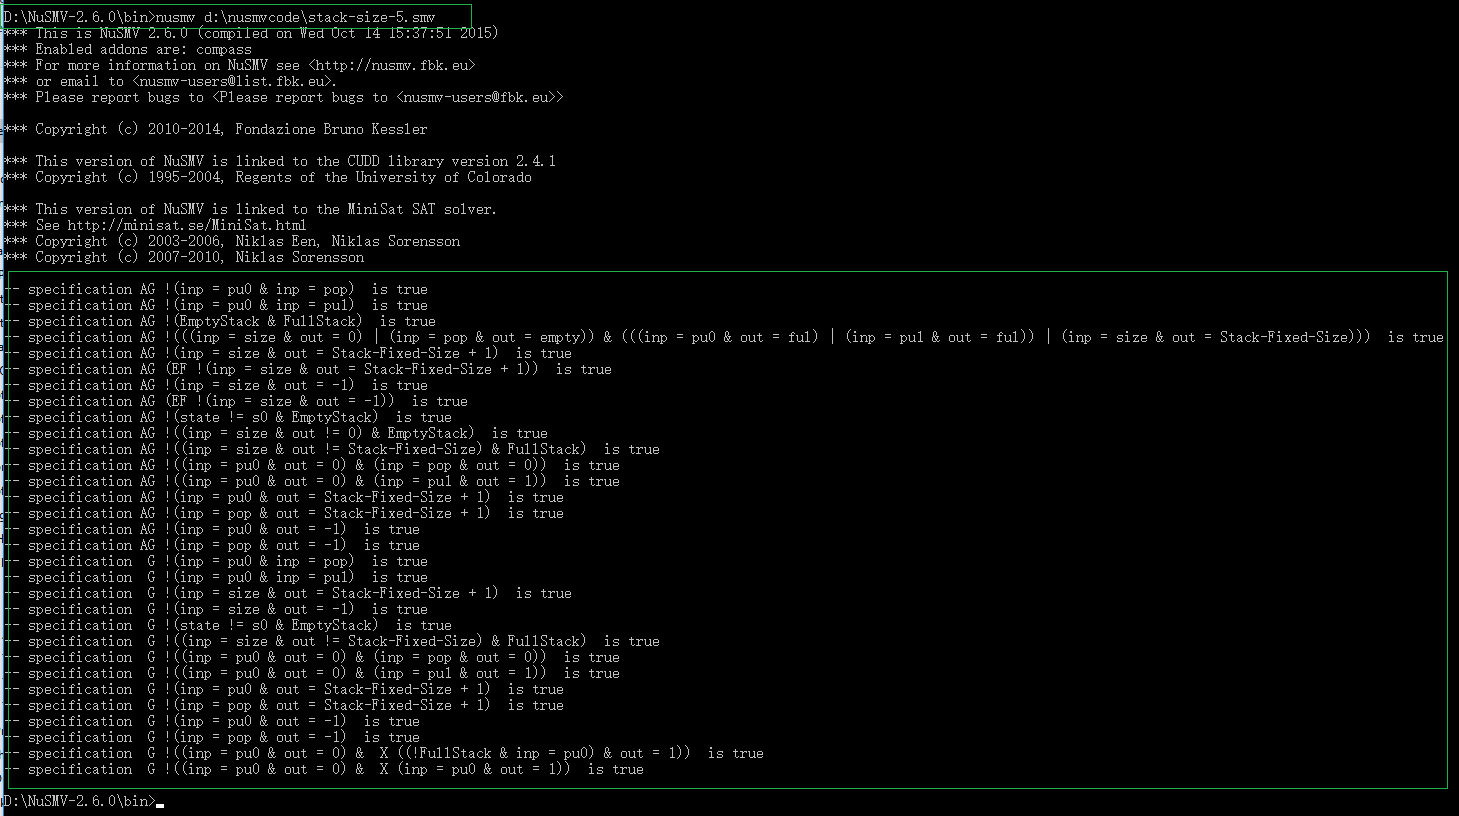 D:\NuSMV-2.6.0\bin>nusmv d:\nusmvcode\stack-size-5.smv
*** This is NuSMV 2.6.0 (compiled on Wed Oct 14 15:37:51 2015)
*** Enabled addons are: compass
*** For more information on NuSMV see <http://nusmv.fbk.eu>
*** or email to <nusmv-users@list.fbk.eu>.
*** Please report bugs to <Please report bugs to <nusmv-users@fbk.eu>>
*** Copyright (c) 2010-2014, Fondazione Bruno Kessler
*** This version of NuSMV is linked to the CUDD library version 2.4.1
*** Copyright (c) 1995-2004, Regents of the University of Colorado
*** This version of NuSMV is linked to the MiniSat SAT solver.
*** See http://minisat.se/MiniSat.html
*** Copyright (c) 2003-2006, Niklas Een, Niklas Sorensson
*** Copyright (c) 2007-2010, Niklas Sorensson
-- specification AG !(inp = pu0 & inp = pop)  is true
-- specification AG !(inp = pu0 & inp = pu1)  is true
-- specification AG !(EmptyStack & FullStack)  is true
-- specification AG !(((inp = size & out = 0) | (inp = pop & out = empty)) & (((inp = pu0 & out = ful) | (inp = pu1 & out = ful)) | (inp = size & out = Stack-Fixed-Size)))  is true
-- specification AG !(inp = size & out = Stack-Fixed-Size + 1)  is true
-- specification AG (EF !(inp = size & out = Stack-Fixed-Size + 1))  is true
-- specification AG !(inp = size & out = -1)  is true
-- specification AG (EF !(inp = size & out = -1))  is true
-- specification AG !(state != s0 & EmptyStack)  is true
-- specification AG !((inp = size & out != 0) & EmptyStack)  is true
-- specification AG !((inp = size & out != Stack-Fixed-Size) & FullStack)  is true
-- specification AG !((inp = pu0 & out = 0) & (inp = pop & out = 0))  is true
-- specification AG !((inp = pu0 & out = 0) & (inp = pu1 & out = 1))  is true
-- specification AG !(inp = pu0 & out = Stack-Fixed-Size + 1)  is true
-- specification AG !(inp = pop & out = Stack-Fixed-Size + 1)  is true
-- specification AG !(inp = pu0 & out = -1)  is true
-- specification AG !(inp = pop & out = -1)  is true
-- specification  G !(inp = pu0 & inp = pop)  is true
-- specification  G !(inp = pu0 & inp = pu1)  is true
-- specification  G !(inp = size & out = Stack-Fixed-Size + 1)  is true
-- specification  G !(inp = size & out = -1)  is true
-- specification  G !(state != s0 & EmptyStack)  is true
-- specification  G !((inp = size & out != Stack-Fixed-Size) & FullStack)  is true
-- specification  G !((inp = pu0 & out = 0) & (inp = pop & out = 0))  is true
-- specification  G !((inp = pu0 & out = 0) & (inp = pu1 & out = 1))  is true
-- specification  G !(inp = pu0 & out = Stack-Fixed-Size + 1)  is true
-- specification  G !(inp = pop & out = Stack-Fixed-Size + 1)  is true
-- specification  G !(inp = pu0 & out = -1)  is true
-- specification  G !(inp = pop & out = -1)  is true
-- specification  G !((inp = pu0 & out = 0) &  X ((!FullStack & inp = pu0) & out = 1))  is true
-- specification  G !((inp = pu0 & out = 0) &  X (inp = pu0 & out = 1))  is true
D:\NuSMV-2.6.0\bin>